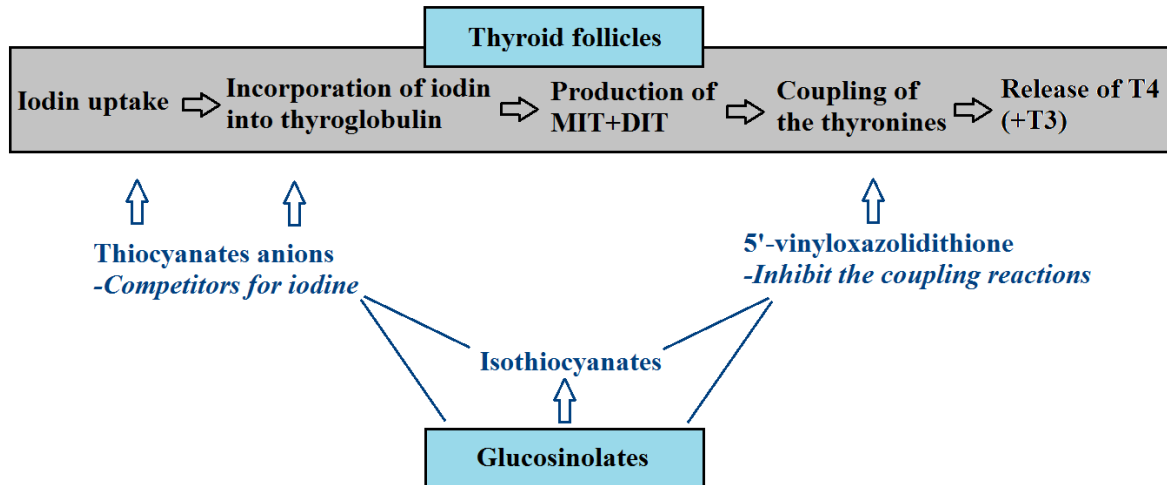 Thyroid follicles
Iodin uptake
Incorporation of iodin
into thyroglobulin
Production of
MIT+DIT
Coupling of
the thyronines
Release of T4
(+T3)
Thiocyanates anions
-Competitors for iodine
5'-vinyloxazolidithione
-Inhibit the coupling reactions
Isothiocyanates
Glucosinolates